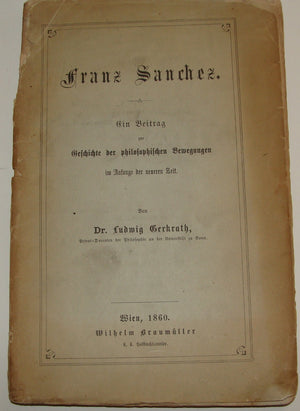 Franz Sanchez.
Ein Beitrag
zur
Geschichte der philosophischen Bewegungen
im Anfange der neueren Zeit.
Von
Dr. Ludwig Gerkrath,
Privat-Docenten der Philosophie an der Universität zu Bonn.
Wien, 1860.
Wilhelm Braumüller
k. k. Hofbuchhändler.